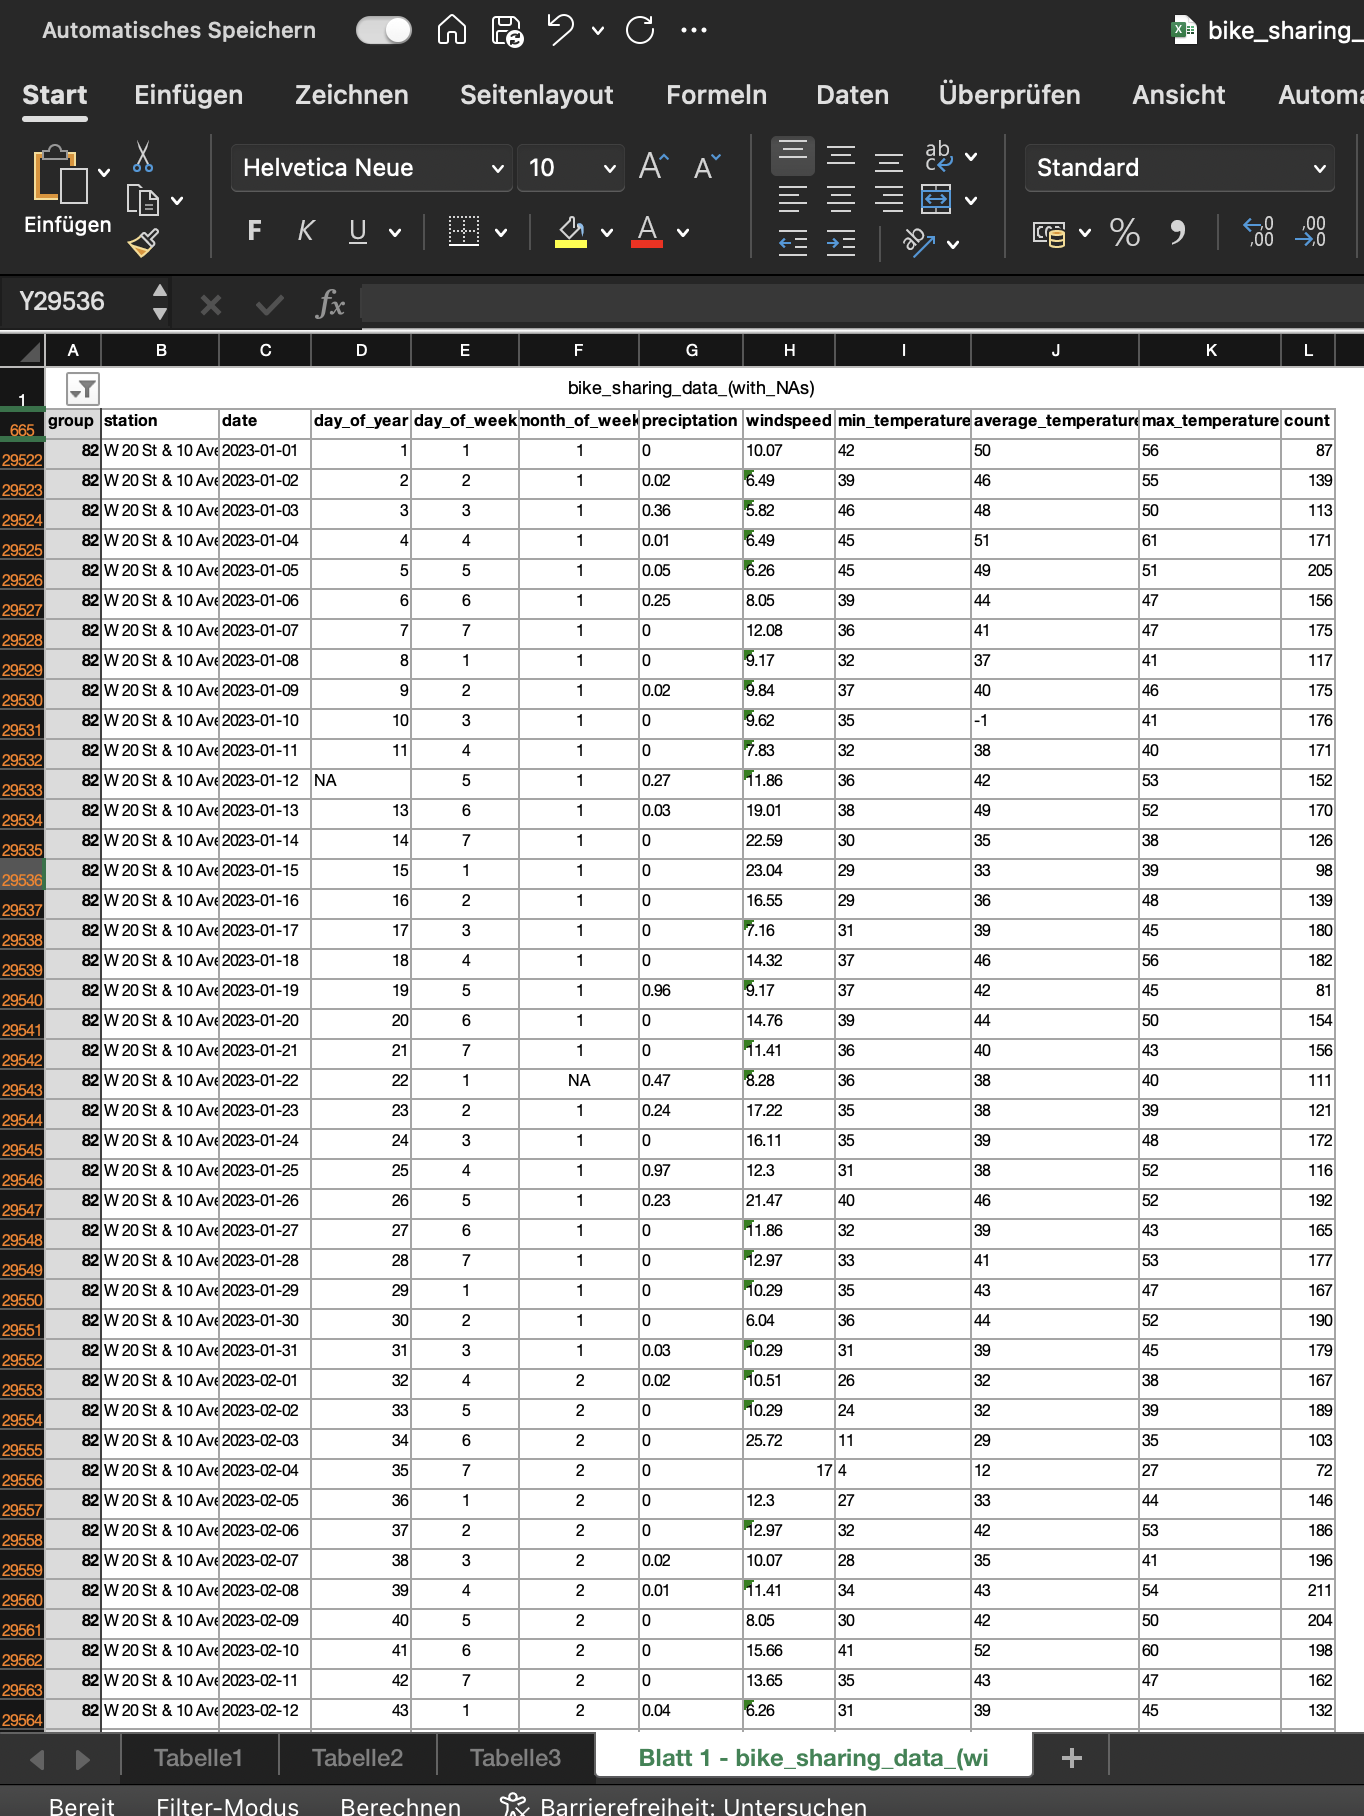 Automatisches Speichern bike_sharing_
Start Einfügen Zeichnen Seitenlayout Formeln Daten Überprüfen Ansicht Automa
Einfügen Helvetica Neue 10 A A ab c Standard
F K U A ab % 0 ,00 ,00 0
Y29536 fx
A B C D E F G H I J K L
1 bike_sharing_data_(with_NAs)
665 group station date day_of_year day_of_week month_of_week preciptation windspeed min_temperature average_temperature max_temperature count
29522 82 W 20 St & 10 Ave 2023-01-01 1 1 1 0 10.07 42 50 56 87
29523 82 W 20 St & 10 Ave 2023-01-02 2 2 1 0.02 6.49 39 46 55 139
29524 82 W 20 St & 10 Ave 2023-01-03 3 3 1 0.36 5.82 46 48 50 113
29525 82 W 20 St & 10 Ave 2023-01-04 4 4 1 0.01 6.49 45 51 61 171
29526 82 W 20 St & 10 Ave 2023-01-05 5 5 1 0.05 6.26 45 49 51 205
29527 82 W 20 St & 10 Ave 2023-01-06 6 6 1 0.25 8.05 39 44 47 156
29528 82 W 20 St & 10 Ave 2023-01-07 7 7 1 0 12.08 36 41 47 175
29529 82 W 20 St & 10 Ave 2023-01-08 8 1 1 0 9.17 32 37 41 117
29530 82 W 20 St & 10 Ave 2023-01-09 9 2 1 0.02 9.84 37 40 46 175
29531 82 W 20 St & 10 Ave 2023-01-10 10 3 1 0 9.62 35 -1 41 176
29532 82 W 20 St & 10 Ave 2023-01-11 11 4 1 0 7.83 32 38 40 171
29533 82 W 20 St & 10 Ave 2023-01-12 NA 5 1 0.27 11.86 36 42 53 152
29534 82 W 20 St & 10 Ave 2023-01-13 13 6 1 0.03 19.01 38 49 52 170
29535 82 W 20 St & 10 Ave 2023-01-14 14 7 1 0 22.59 30 35 38 126
29536 82 W 20 St & 10 Ave 2023-01-15 15 1 1 0 23.04 29 33 39 98
29537 82 W 20 St & 10 Ave 2023-01-16 16 2 1 0 16.55 29 36 48 139
29538 82 W 20 St & 10 Ave 2023-01-17 17 3 1 0 7.16 31 39 45 180
29539 82 W 20 St & 10 Ave 2023-01-18 18 4 1 0 14.32 37 46 56 182
29540 82 W 20 St & 10 Ave 2023-01-19 19 5 1 0.96 9.17 37 42 45 81
29541 82 W 20 St & 10 Ave 2023-01-20 20 6 1 0 14.76 39 44 50 154
29542 82 W 20 St & 10 Ave 2023-01-21 21 7 1 0 11.41 36 40 43 156
29543 82 W 20 St & 10 Ave 2023-01-22 22 1 NA 0.47 8.28 36 38 40 111
29544 82 W 20 St & 10 Ave 2023-01-23 23 2 1 0.24 17.22 35 38 39 121
29545 82 W 20 St & 10 Ave 2023-01-24 24 3 1 0 16.11 35 39 48 172
29546 82 W 20 St & 10 Ave 2023-01-25 25 4 1 0.97 12.3 31 38 52 116
29547 82 W 20 St & 10 Ave 2023-01-26 26 5 1 0.23 21.47 40 46 52 192
29548 82 W 20 St & 10 Ave 2023-01-27 27 6 1 0 11.86 32 39 43 165
29549 82 W 20 St & 10 Ave 2023-01-28 28 7 1 0 12.97 33 41 53 177
29550 82 W 20 St & 10 Ave 2023-01-29 29 1 1 0 10.29 35 43 47 167
29551 82 W 20 St & 10 Ave 2023-01-30 30 2 1 0 6.04 36 44 52 190
29552 82 W 20 St & 10 Ave 2023-01-31 31 3 1 0.03 10.29 31 39 45 179
29553 82 W 20 St & 10 Ave 2023-02-01 32 4 2 0.02 10.51 26 32 38 167
29554 82 W 20 St & 10 Ave 2023-02-02 33 5 2 0 10.29 24 32 39 189
29555 82 W 20 St & 10 Ave 2023-02-03 34 6 2 0 25.72 11 29 35 103
29556 82 W 20 St & 10 Ave 2023-02-04 35 7 2 0 17 4 12 27 72
29557 82 W 20 St & 10 Ave 2023-02-05 36 1 2 0 12.3 27 33 44 146
29558 82 W 20 St & 10 Ave 2023-02-06 37 2 2 0 12.97 32 42 53 186
29559 82 W 20 St & 10 Ave 2023-02-07 38 3 2 0.02 10.07 28 35 41 196
29560 82 W 20 St & 10 Ave 2023-02-08 39 4 2 0.01 11.41 34 43 54 211
29561 82 W 20 St & 10 Ave 2023-02-09 40 5 2 0 8.05 30 42 50 204
29562 82 W 20 St & 10 Ave 2023-02-10 41 6 2 0 15.66 41 52 60 198
29563 82 W 20 St & 10 Ave 2023-02-11 42 7 2 0 13.65 35 43 47 162
29564 82 W 20 St & 10 Ave 2023-02-12 43 1 2 0.04 6.26 31 39 45 132
Tabelle1 Tabelle2 Tabelle3 Blatt 1 - bike_sharing_data_(wi +
Bereit Filter-Modus Berechnen Barrierefreiheit: Untersuchen